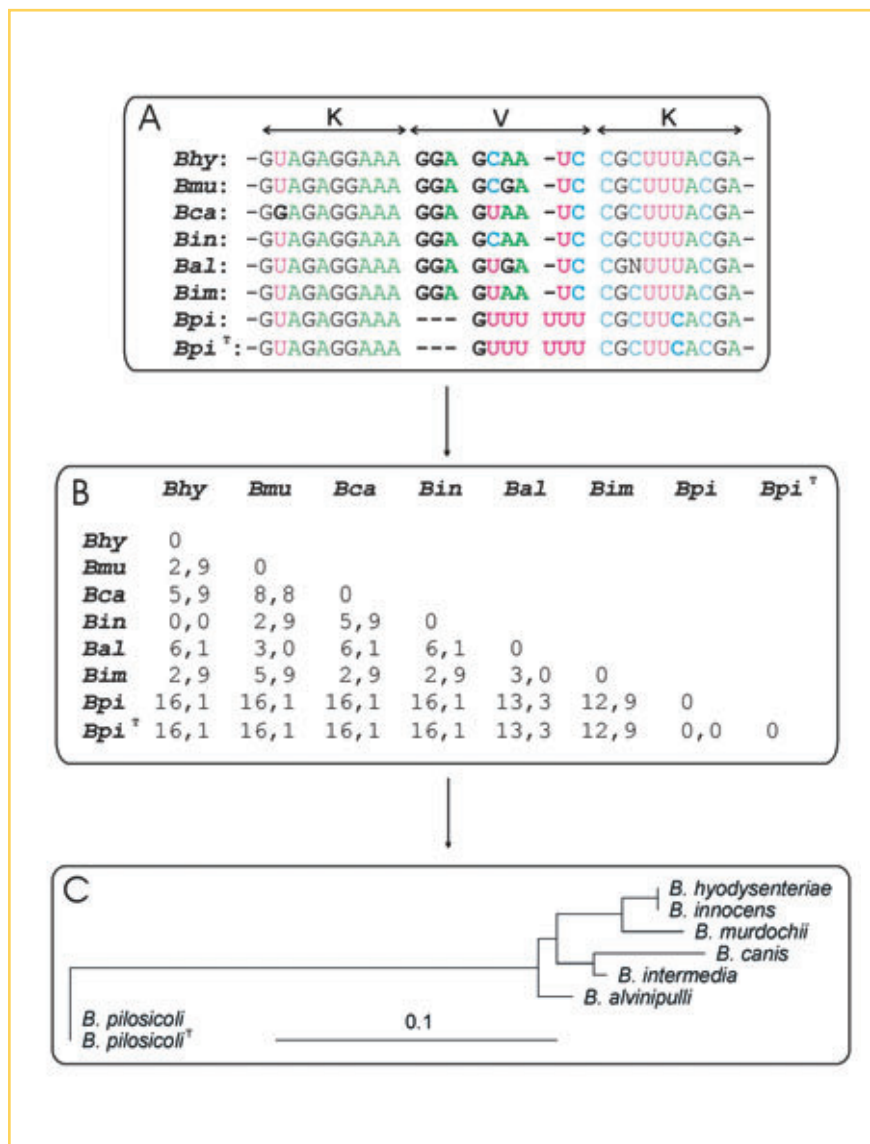 A
K V K
Bhy: -GUAGAGGAAA GGA GCAA -UC CGCUUUACGA-
Bmu: -GUAGAGGAAA GGA GCGA -UC CGCUUUACGA-
Bca: -GGAGAGGAAA GGA GUAA -UC CGCUUUACGA-
Bin: -GUAGAGGAAA GGA GCAA -UC CGCUUUACGA-
Bal: -GUAGAGGAAA GGA GUGA -UC CGNUUUACGA-
Bim: -GUAGAGGAAA GGA GUAA -UC CGCUUUACGA-
Bpi: -GUAGAGGAAA --- GUUU UUU CGCUUCACGA-
Bpiᵀ: -GUAGAGGAAA --- GUUU UUU CGCUUCACGA-
B
Bhy Bmu Bca Bin Bal Bim Bpi Bpiᵀ
Bhy 0
Bmu 2,9 0
Bca 5,9 8,8 0
Bin 0,0 2,9 5,9 0
Bal 6,1 3,0 6,1 6,1 0
Bim 2,9 5,9 2,9 2,9 3,0 0
Bpi 16,1 16,1 16,1 16,1 13,3 12,9 0
Bpiᵀ 16,1 16,1 16,1 16,1 13,3 12,9 0,0 0
C
B. hyodysenteriae
B. innocens
B. murdochii
B. canis
B. intermedia
B. alvinipulli
B. pilosicoli
B. pilosicoliᵀ
0.1